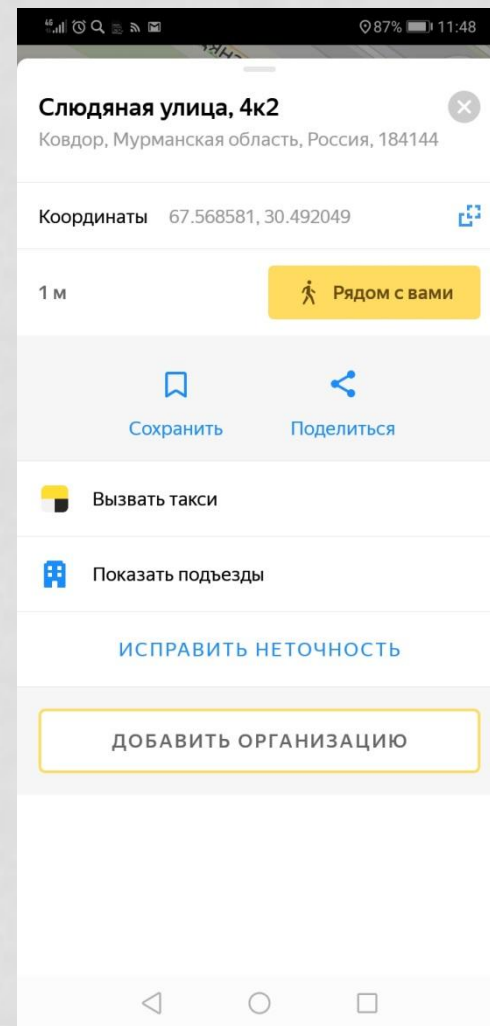 4G 87% 11:48
Слюдяная улица, 4к2
Ковдор, Мурманская область, Россия, 184144
Координаты 67.568581, 30.492049
1 м Рядом с вами
Сохранить Поделиться
Вызвать такси
Показать подъезды
ИСПРАВИТЬ НЕТОЧНОСТЬ
ДОБАВИТЬ ОРГАНИЗАЦИЮ